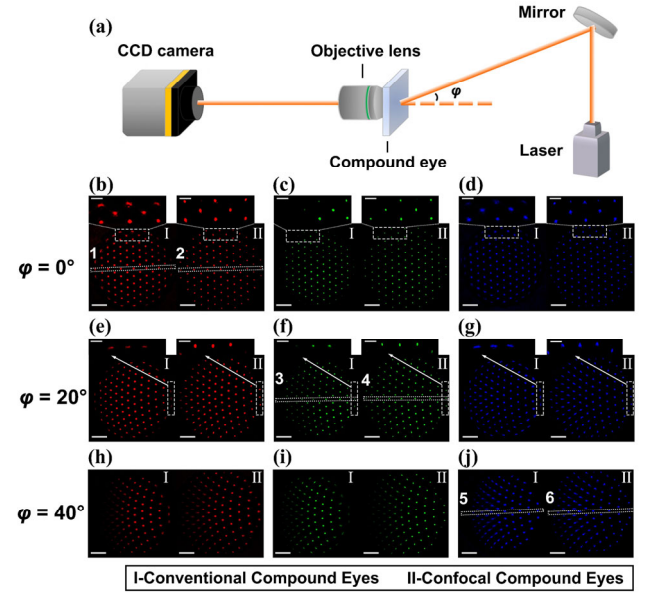 (a)
CCD camera
Objective lens
Mirror
φ
Laser
Compound eye
(b)
(c)
(d)
I
II
I
II
I
II
φ = 0°
1
2
(e)
(f)
(g)
I
II
I
II
I
II
φ = 20°
3
4
(h)
(i)
(j)
I
II
I
II
I
II
φ = 40°
5
6
I-Conventional Compound Eyes II-Confocal Compound Eyes